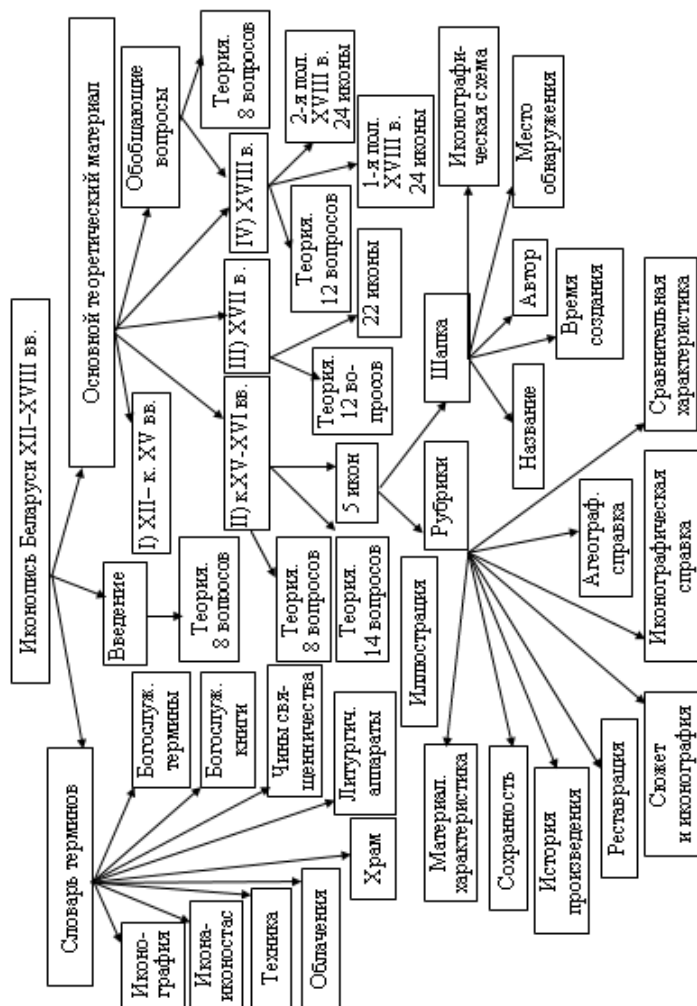 Иконопись Беларуси XII–XVIII вв.
Словарь терминов
Введение
Основной теоретический материал
Иконо-
графия
Икона-
иконостас
Техника
Облачения
Храм
Литургич.
аппараты
Чины свя-
щенничества
Богослуж.
книги
Богослуж.
термины
Теория.
8 вопросов
I) XII– к. XV вв.
II) к.XV-XVI вв.
III) XVII в.
IV) XVIII в.
Обобщающие
вопросы
Теория.
8 вопросов
Теория.
8 вопросов
Теория.
14 вопросов
5 икон
Теория.
12 во-
просов
22 иконы
Теория.
12 вопросов
1-я пол.
XVIII в.
24 иконы
2-я пол.
XVIII в.
24 иконы
Иллюстрация
Рубрики
Шапка
Материал.
характеристика
Сохранность
История
произведения
Реставрация
Сюжет
и иконография
Иконографическая
справка
Агеограф.
справка
Сравнительная
характеристика
Название
Время
создания
Автор
Место
обнаружения
Иконографи-
ческая схема